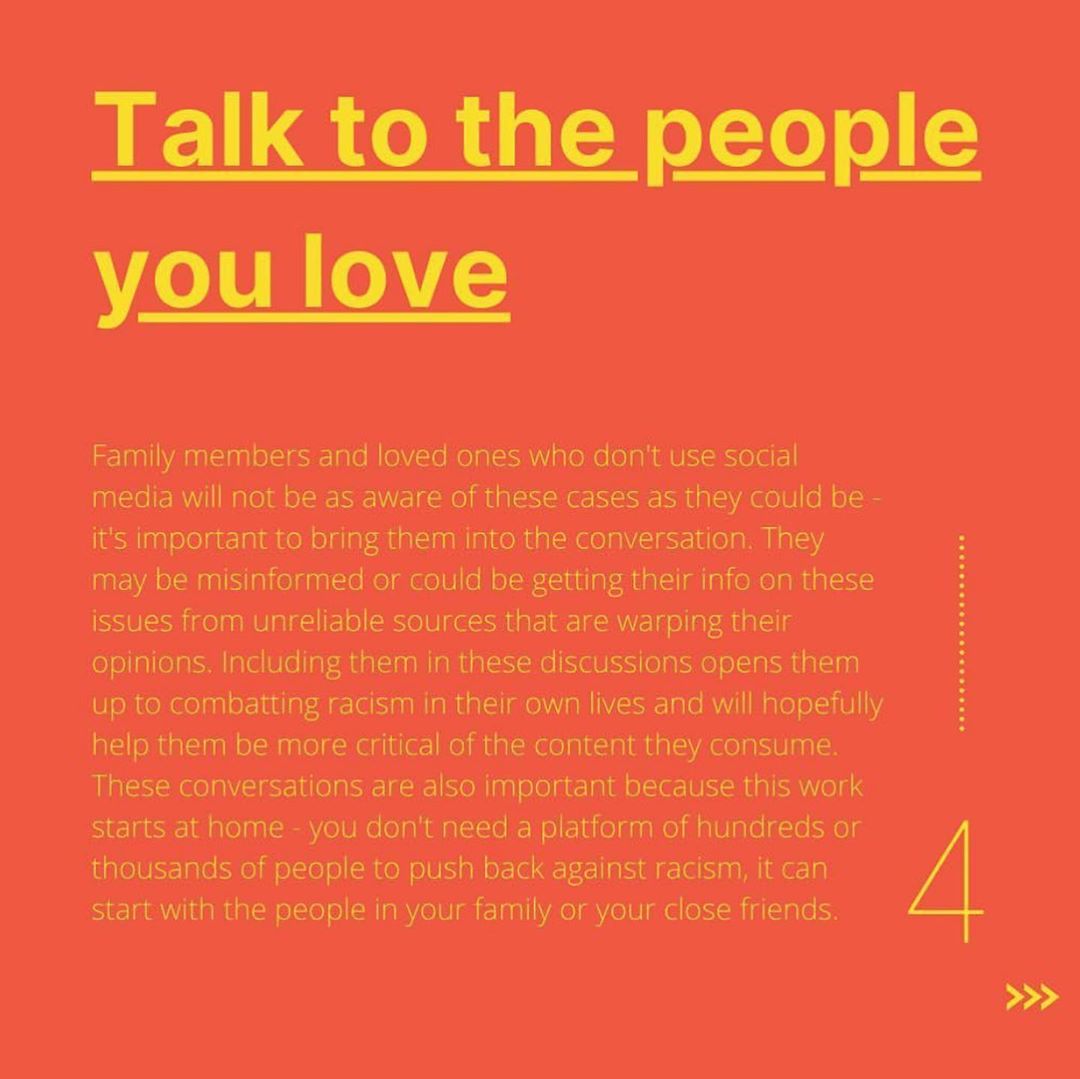 Talk to the people
you love
Family members and loved ones who don't use social
media will not be as aware of these cases as they could be -
it's important to bring them into the conversation. They
may be misinformed or could be getting their info on these
issues from unreliable sources that are warping their
opinions. Including them in these discussions opens them
up to combatting racism in their own lives and will hopefully
help them be more critical of the content they consume.
These conversations are also important because this work
starts at home - you don't need a platform of hundreds or
thousands of people to push back against racism, it can
start with the people in your family or your close friends.
4
>>>